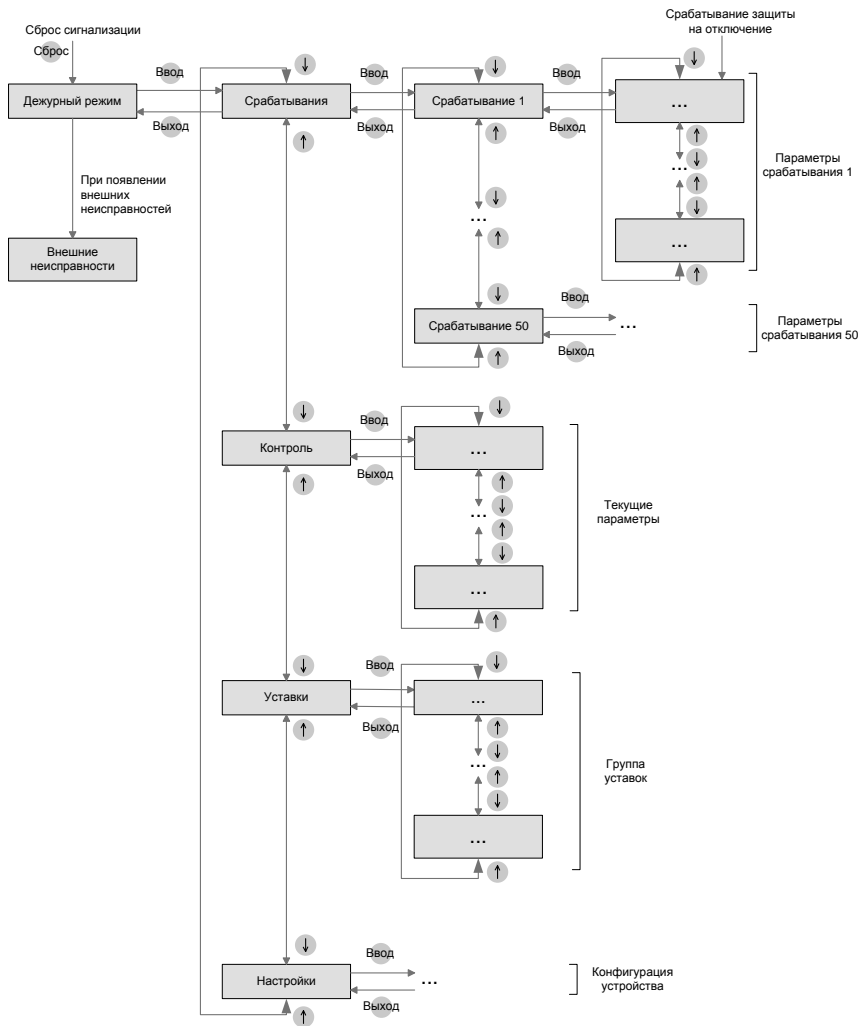 Сброс сигнализации
Сброс
Срабатывание защиты
на отключение
↓
↓
↓
Ввод
Ввод
Ввод
Дежурный режим
Срабатывания
Срабатывание 1
...
Выход
Выход
Выход
↑
↑
↑
↓
...
↑
↓
Параметры
срабатывания 1
При появлении
внешних
неисправностей
↓
...
↑
Внешние
неисправности
...
↑
↓
Ввод
Срабатывание 50
...
Выход
↑
Параметры
срабатывания 50
↓
Ввод
↓
Контроль
...
Выход
↑
↑
↓
...
↑
↓
Текущие
параметры
...
↑
↓
Ввод
↓
Уставки
...
Выход
↑
↑
↓
...
↑
↓
Группа
уставок
...
↑
↓
Ввод
Настройки
...
Выход
↑
Конфигурация
устройства